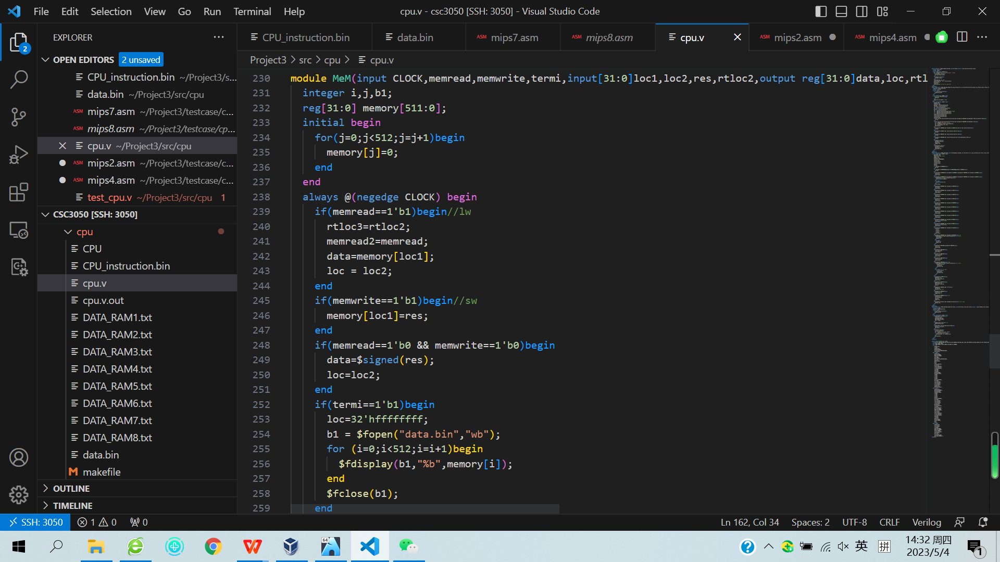 File Edit Selection View Go Run Terminal Help
cpu.v - csc3050 [SSH: 3050] - Visual Studio Code
EXPLORER
CPU_instruction.bin
data.bin
ASM mips7.asm
ASM mips8.asm
cpu.v
ASM mips2.asm
ASM mips4.asm
OPEN EDITORS 2 unsaved
CPU_instruction.bin ~/Project3/s...
data.bin ~/Project3/src/cpu
ASM mips7.asm ~/Project3/testcase/c...
ASM mips8.asm ~/Project3/testcase/cp...
cpu.v ~/Project3/src/cpu
ASM mips2.asm ~/Project3/testcase/c...
ASM mips4.asm ~/Project3/testcase/c...
test_cpu.v ~/Project3/src/cpu 1
2
CSC3050 [SSH: 3050]
cpu
CPU
CPU_instruction.bin
cpu.v
cpu.v.out
DATA_RAM1.txt
DATA_RAM2.txt
DATA_RAM3.txt
DATA_RAM4.txt
DATA_RAM5.txt
DATA_RAM6.txt
DATA_RAM7.txt
DATA_RAM8.txt
data.bin
makefile
OUTLINE
TIMELINE
Project3 > src > cpu > cpu.v
230 module MeM(input CLOCK,memread,memwrite,termi,input[31:0]loc1,loc2,res,rtloc2,output reg[31:0]data,loc,rtl
231 integer i,j,b1;
232 reg[31:0] memory[511:0];
233 initial begin
234 for(j=0;j<512;j=j+1)begin
235 memory[j]=0;
236 end
237 end
238 always @(negedge CLOCK) begin
239 if(memread==1'b1)begin//lw
240 rtloc3=rtloc2;
241 memread2=memread;
242 data=memory[loc1];
243 loc = loc2;
244 end
245 if(memwrite==1'b1)begin//sw
246 memory[loc1]=res;
247 end
248 if(memread==1'b0 && memwrite==1'b0)begin
249 data=$signed(res);
250 loc=loc2;
251 end
252 if(termi==1'b1)begin
253 loc=32'hffffffff;
254 b1 = $fopen("data.bin","wb");
255 for (i=0;i<512;i=i+1)begin
256 $fdisplay(b1,"%b",memory[i]);
257 end
258 $fclose(b1);
259 end
SSH: 3050 1 0 0
Ln 162, Col 34 Spaces: 2 UTF-8 CRLF Verilog
64
英 拼
14:32 周四
2023/5/4
1